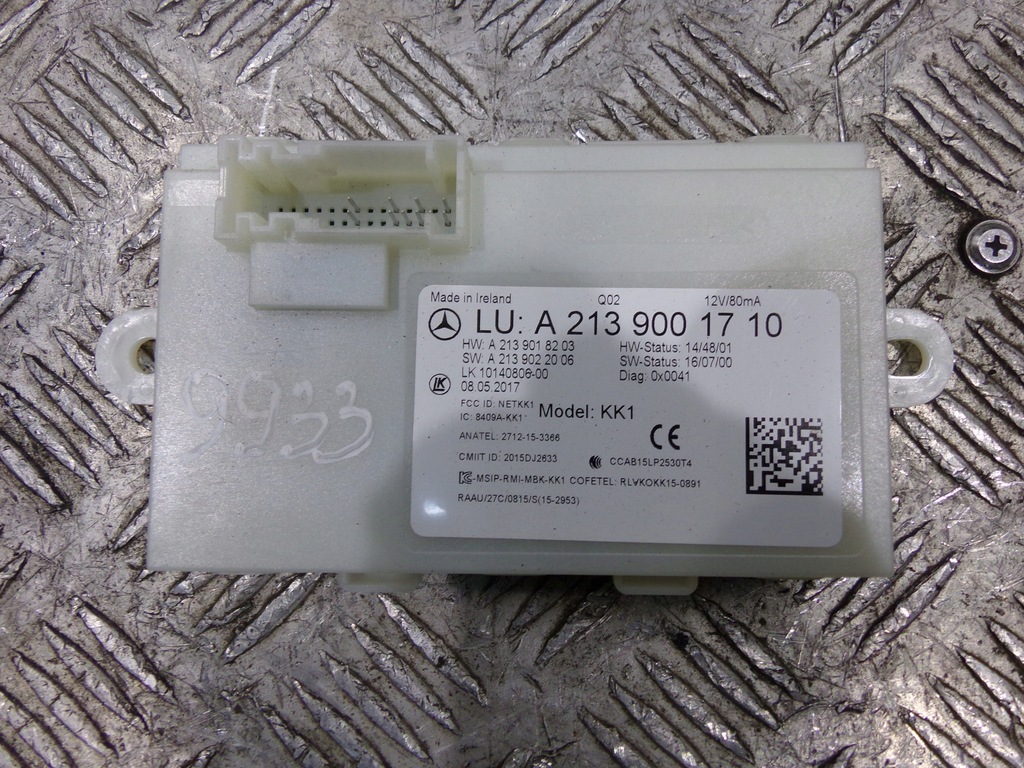 Made in Ireland Q02 12V/80mA
LU: A 213 900 17 10
HW: A 213 901 82 03 HW-Status: 14/48/01
SW: A 213 902 20 06 SW-Status: 16/07/00
LK 10140806-00 Diag: 0x0041
LK 08.05.2017
FCC ID: NETKK1
IC: 8409A-KK1 Model: KK1
ANATEL: 2712-15-3366 CE
CMIIT ID: 2015DJ2633 CCAB15LP2530T4
-MSIP-RMI-MBK-KK1 COFETEL: RLVKOKK15-0891
RAAU/27C/0815/S(15-2953)
9933